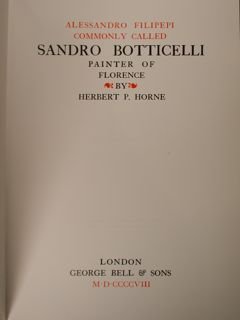 ALESSANDRO FILIPEPI
COMMONLY CALLED
SANDRO BOTTICELLI
PAINTER OF
FLORENCE
BY
HERBERT P. HORNE
LONDON
GEORGE BELL & SONS
M·D·CCCCVIII